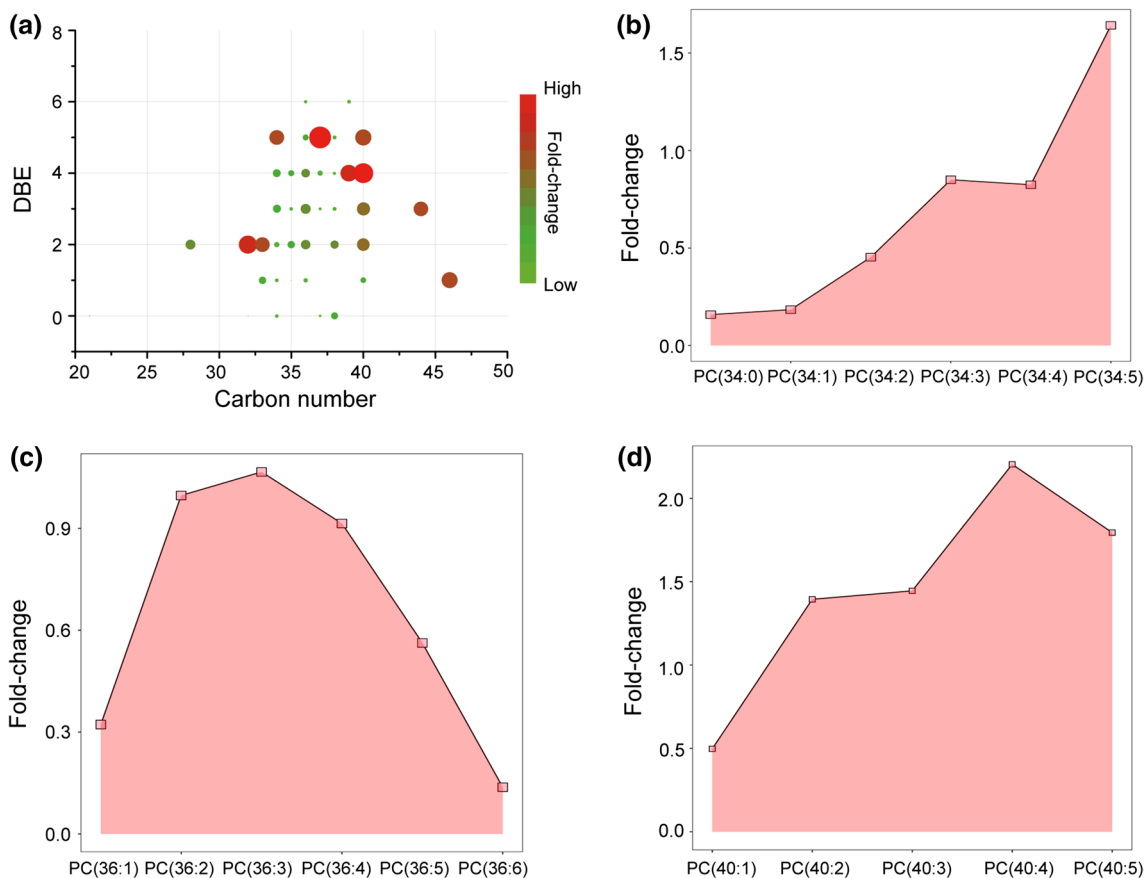 (a)
8
6
4
2
0
DBE
20 25 30 35 40 45 50
Carbon number
High
Fold-change
Low
(b)
1.5
1.0
0.5
0.0
Fold-change
PC(34:0) PC(34:1) PC(34:2) PC(34:3) PC(34:4) PC(34:5)
(c)
0.9
0.6
0.3
0.0
Fold-change
PC(36:1) PC(36:2) PC(36:3) PC(36:4) PC(36:5) PC(36:6)
(d)
2.0
1.5
1.0
0.5
0.0
Fold-change
PC(40:1) PC(40:2) PC(40:3) PC(40:4) PC(40:5)